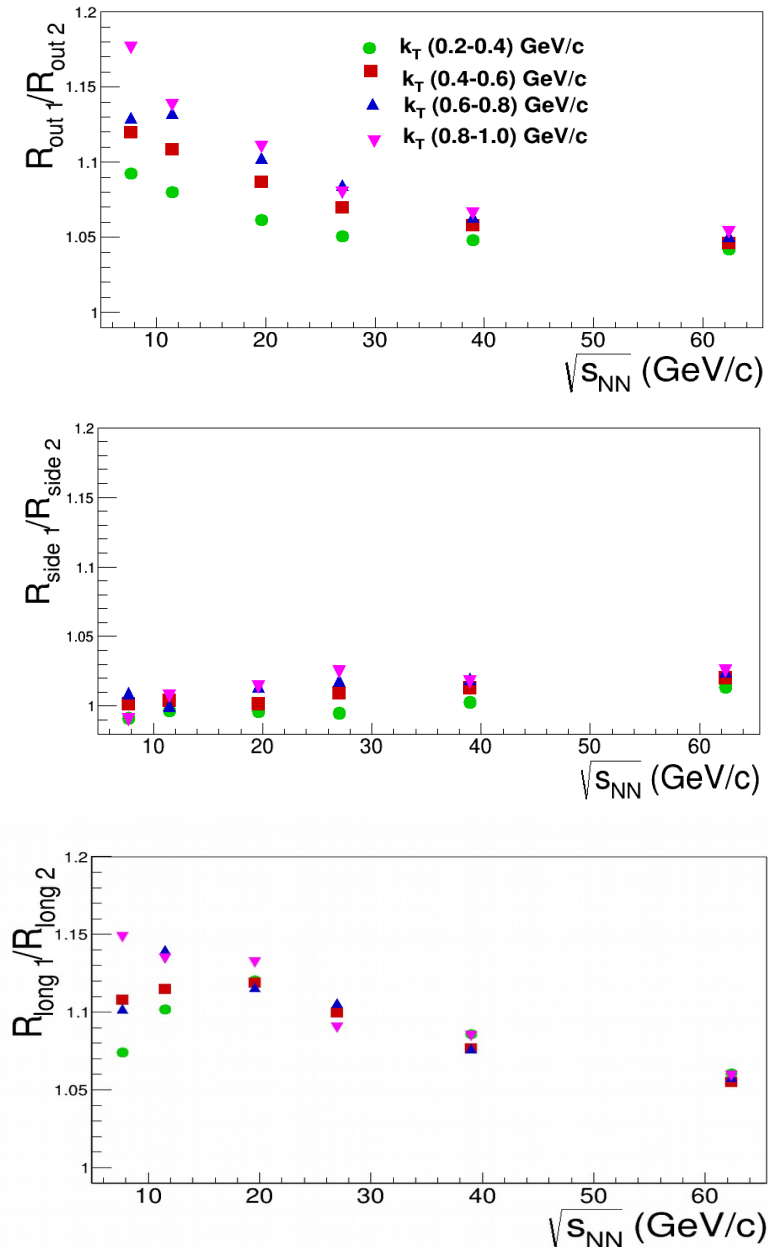 1.2
1.15
1.1
1.05
1
R_out 1/R_out 2
k_T (0.2-0.4) GeV/c
k_T (0.4-0.6) GeV/c
k_T (0.6-0.8) GeV/c
k_T (0.8-1.0) GeV/c
10 20 30 40 50 60
√s_NN (GeV/c)
1.2
1.15
1.1
1.05
1
R_side 1/R_side 2
10 20 30 40 50 60
√s_NN (GeV/c)
1.2
1.15
1.1
1.05
1
R_long 1/R_long 2
10 20 30 40 50 60
√s_NN (GeV/c)